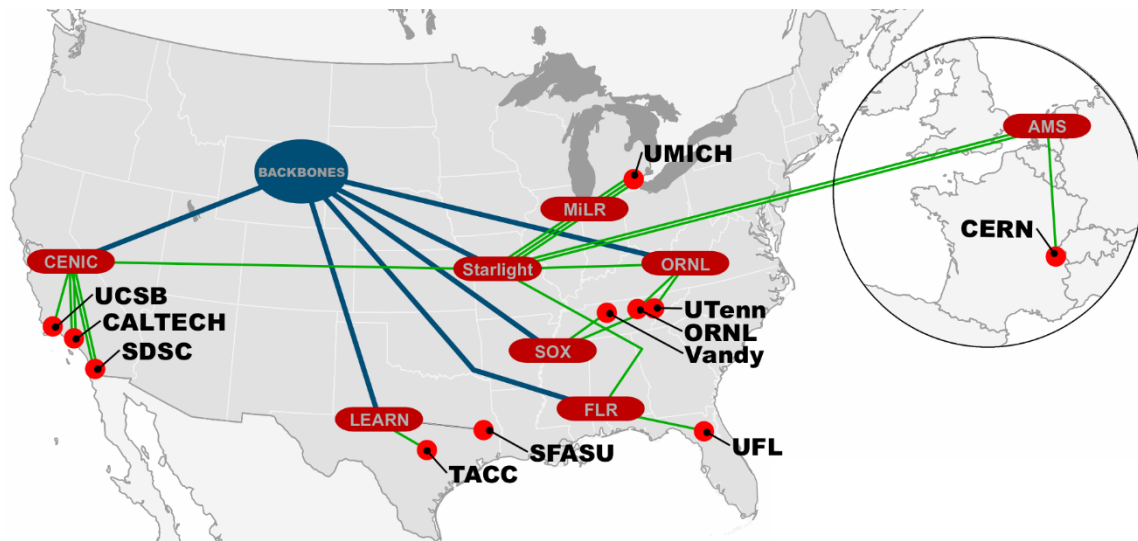 BACKBONES
UMICH
AMS
MiLR
CERN
CENIC
Starlight
ORNL
UCSB
CALTECH
SDSC
UTenn
ORNL
Vandy
SOX
LEARN
FLR
SFASU
UFL
TACC